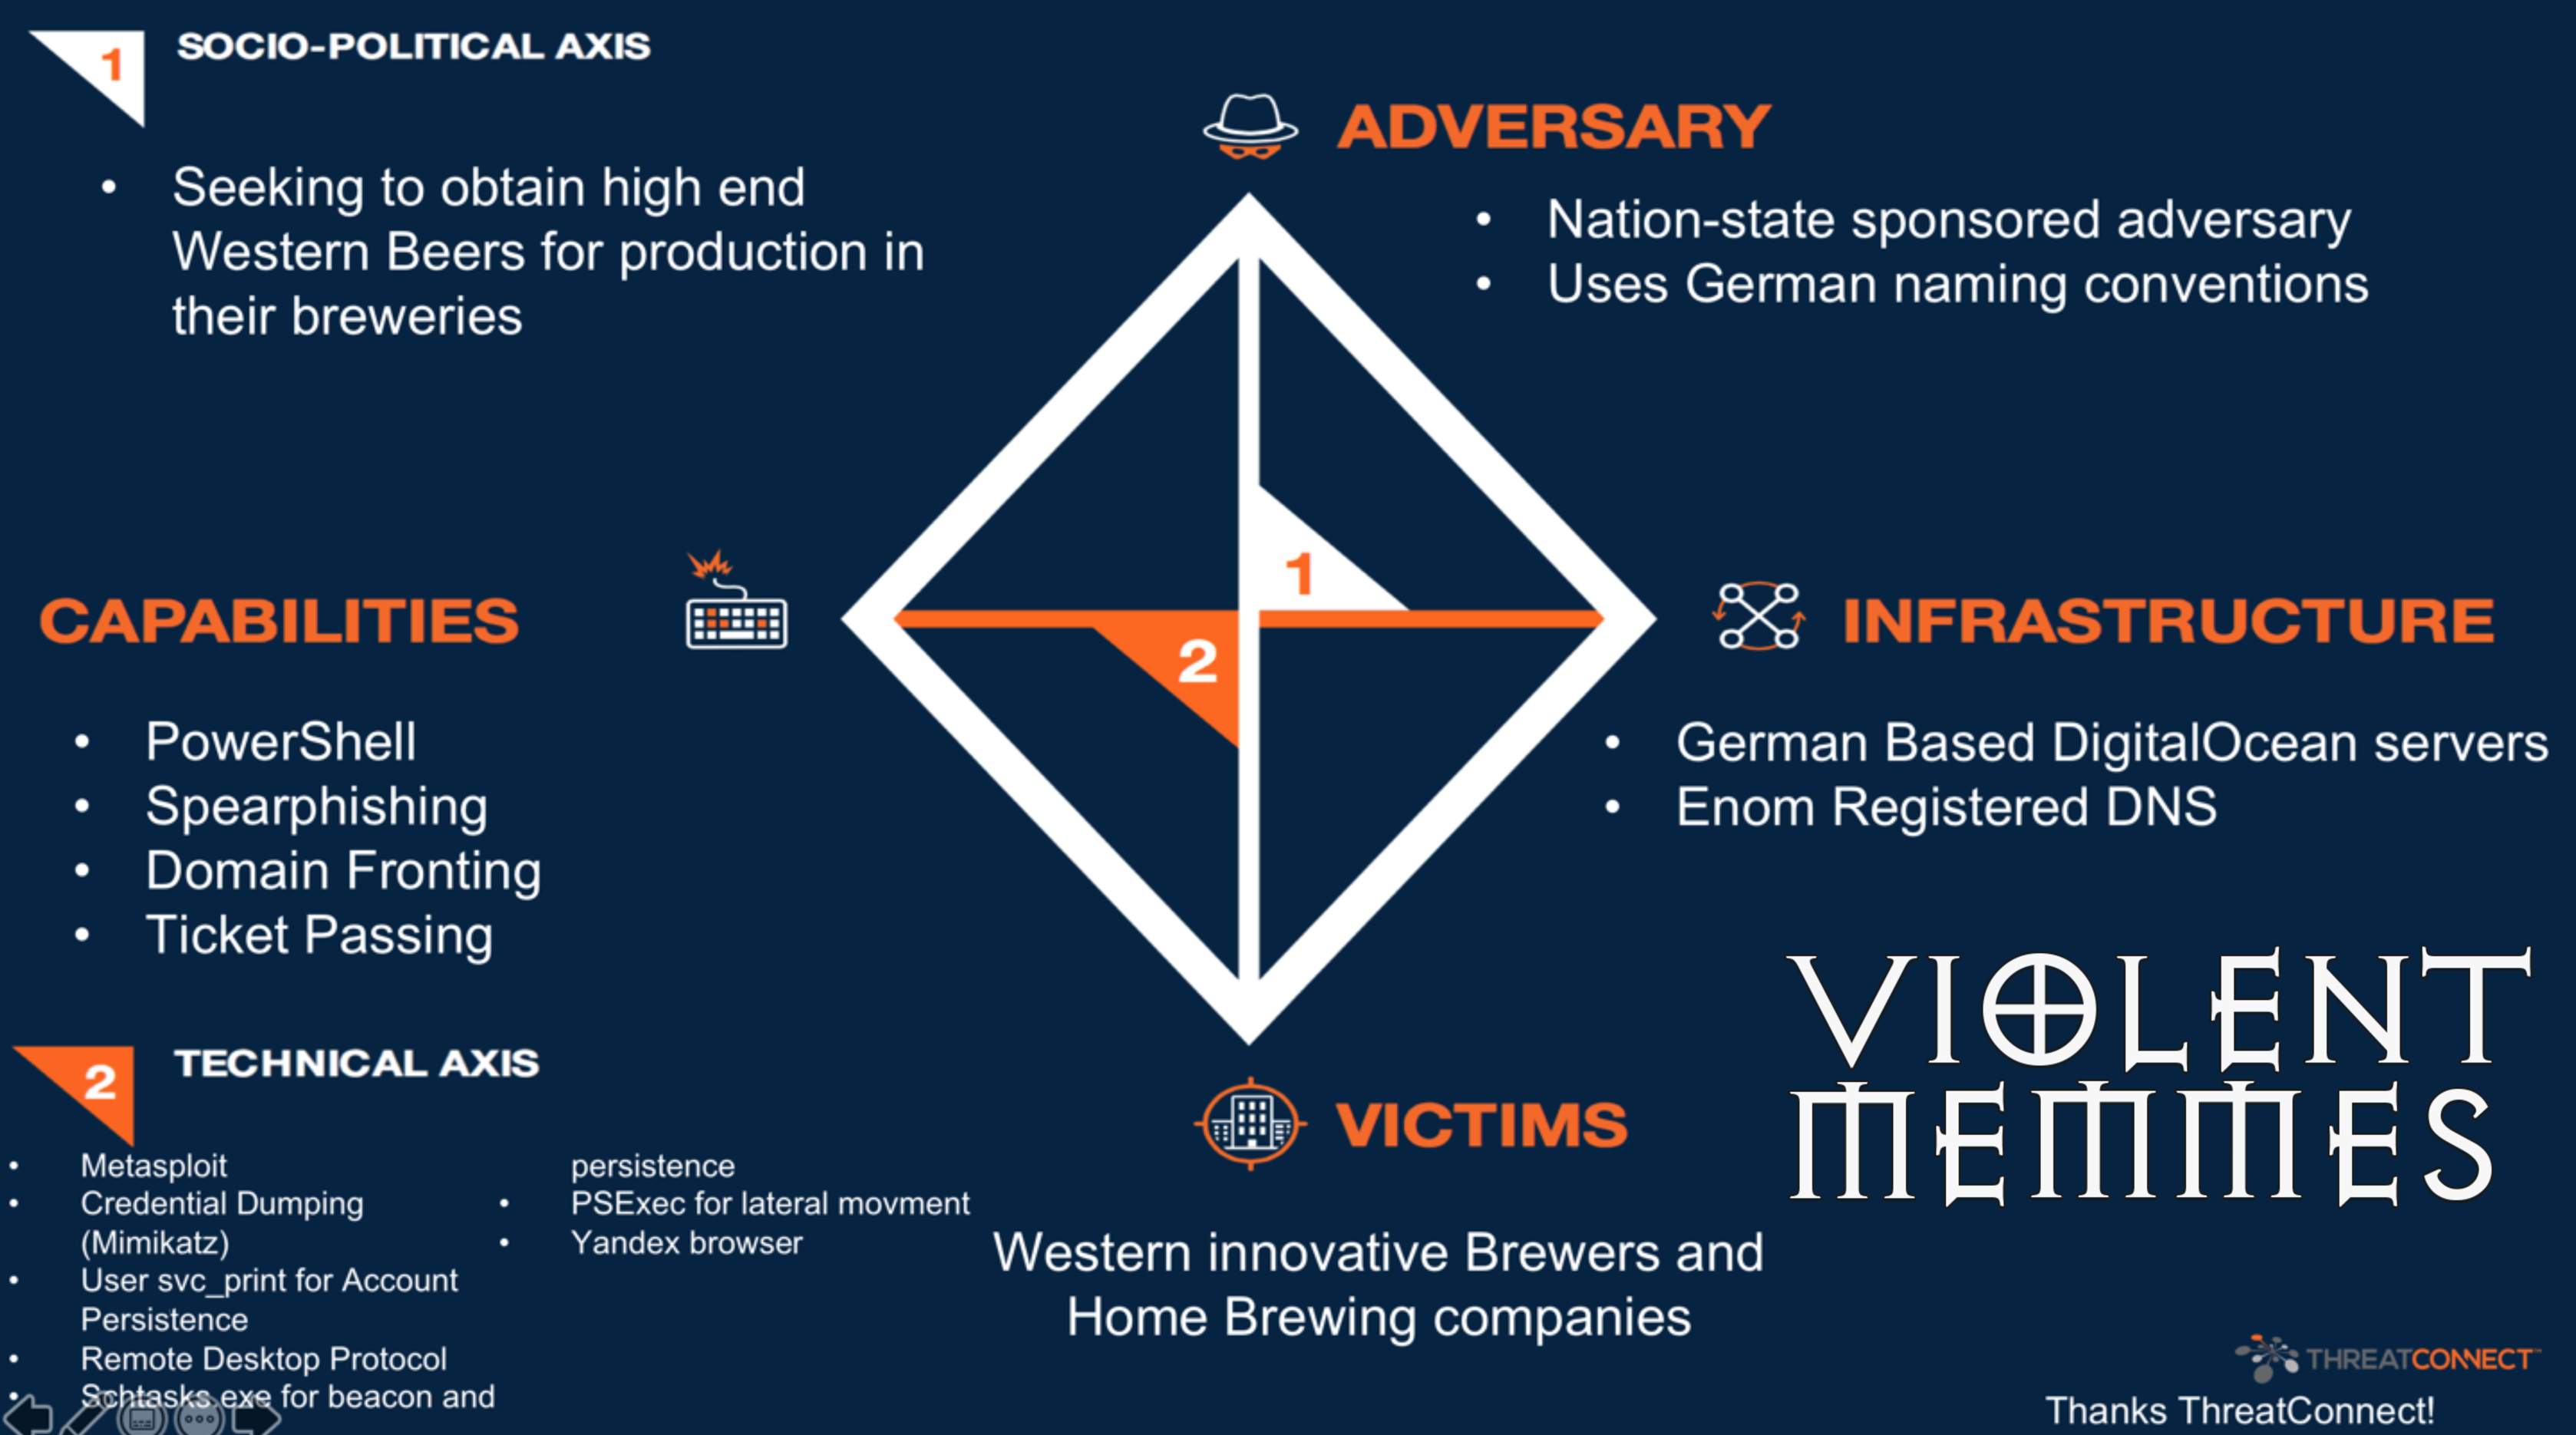 1
SOCIO-POLITICAL AXIS
• Seeking to obtain high end
Western Beers for production in
their breweries
ADVERSARY
• Nation-state sponsored adversary
• Uses German naming conventions
1
2
CAPABILITIES
• PowerShell
• Spearphishing
• Domain Fronting
• Ticket Passing
INFRASTRUCTURE
• German Based DigitalOcean servers
• Enom Registered DNS
2
TECHNICAL AXIS
• Metasploit
• Credential Dumping
(Mimikatz)
• User svc_print for Account
Persistence
• Remote Desktop Protocol
• Schtasks.exe for beacon and
persistence
• PSExec for lateral movment
• Yandex browser
VICTIMS
Western innovative Brewers and
Home Brewing companies
VIOLENT
MEMMES
THREATCONNECT™
Thanks ThreatConnect!